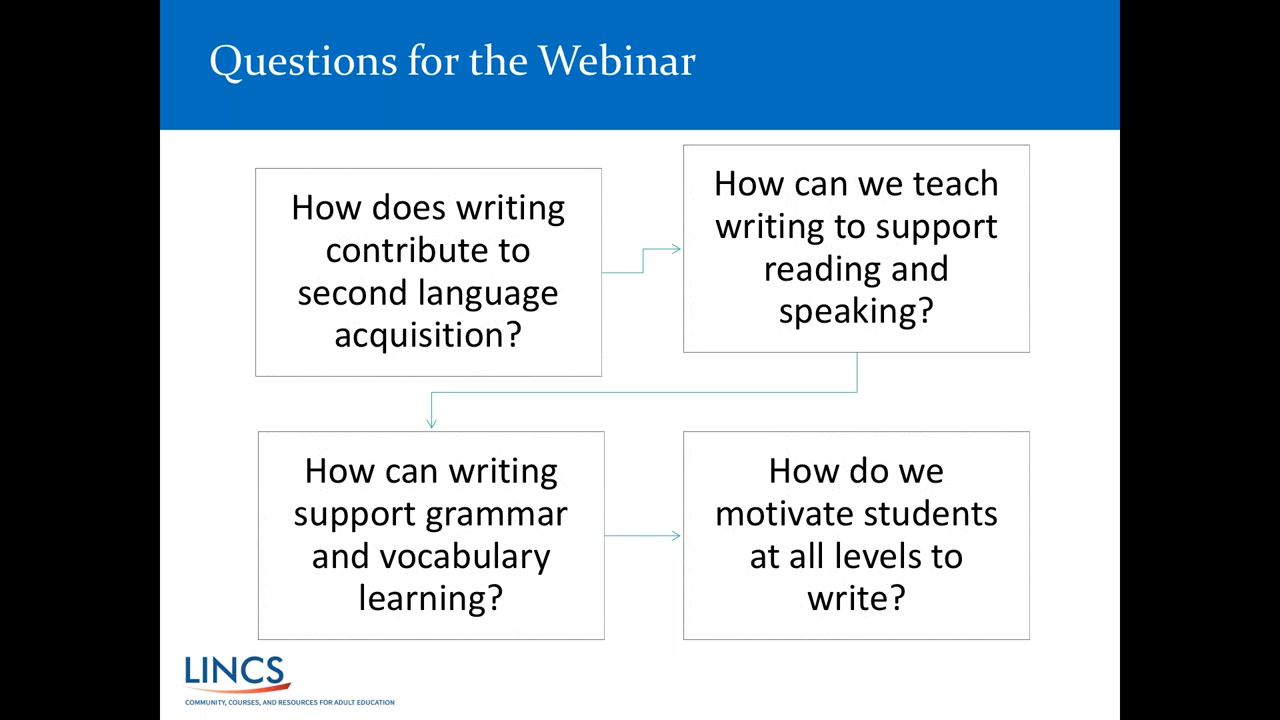 Questions for the Webinar
How does writing
contribute to
second language
acquisition?
How can we teach
writing to support
reading and
speaking?
How can writing
support grammar
and vocabulary
learning?
How do we
motivate students
at all levels to
write?
LINCS
COMMUNITY, COURSES, AND RESOURCES FOR ADULT EDUCATION